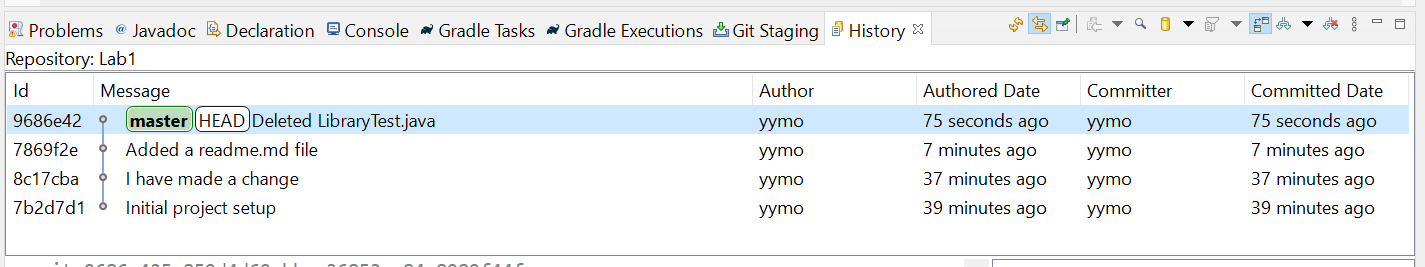 Problems @ Javadoc Declaration Console Gradle Tasks Gradle Executions Git Staging History
Repository: Lab1
Id Message Author Authored Date Committer Committed Date
9686e42 master HEAD Deleted LibraryTest.java yymo 75 seconds ago yymo 75 seconds ago
7869f2e Added a readme.md file yymo 7 minutes ago yymo 7 minutes ago
8c17cba I have made a change yymo 37 minutes ago yymo 37 minutes ago
7b2d7d1 Initial project setup yymo 39 minutes ago yymo 39 minutes ago